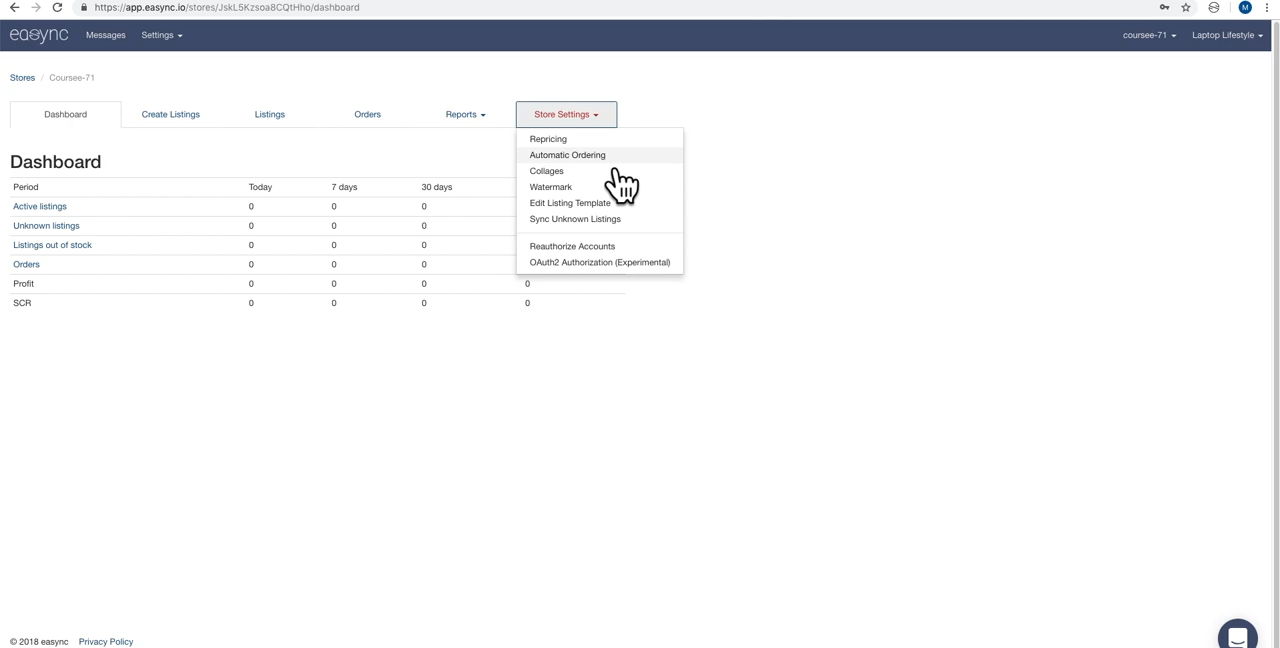 https://app.easync.io/stores/JskL5Kzsoa8CQtHho/dashboard
M
easync Messages Settings coursee-71 Laptop Lifestyle
Stores / Coursee-71
Dashboard Create Listings Listings Orders Reports Store Settings
Repricing
Automatic Ordering
Collages
Watermark
Edit Listing Template
Sync Unknown Listings
Reauthorize Accounts
OAuth2 Authorization (Experimental)
Dashboard
Period Today 7 days 30 days
Active listings 0 0 0
Unknown listings 0 0 0
Listings out of stock 0 0 0
Orders 0 0 0
Profit 0 0 0 0
SCR 0 0 0 0
© 2018 easync Privacy Policy